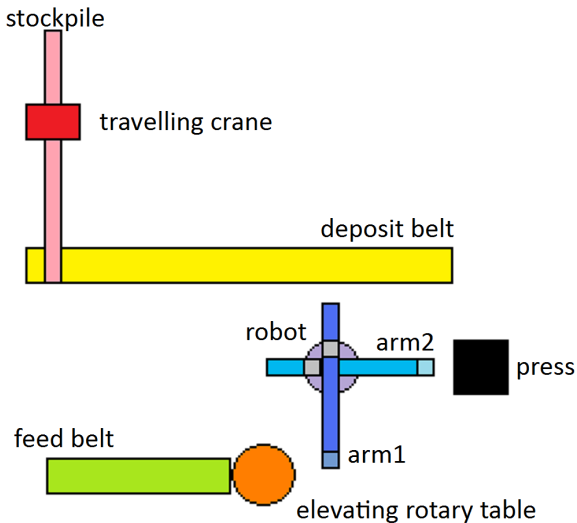 stockpile
travelling crane
deposit belt
robot
arm2
press
feed belt
arm1
elevating rotary table